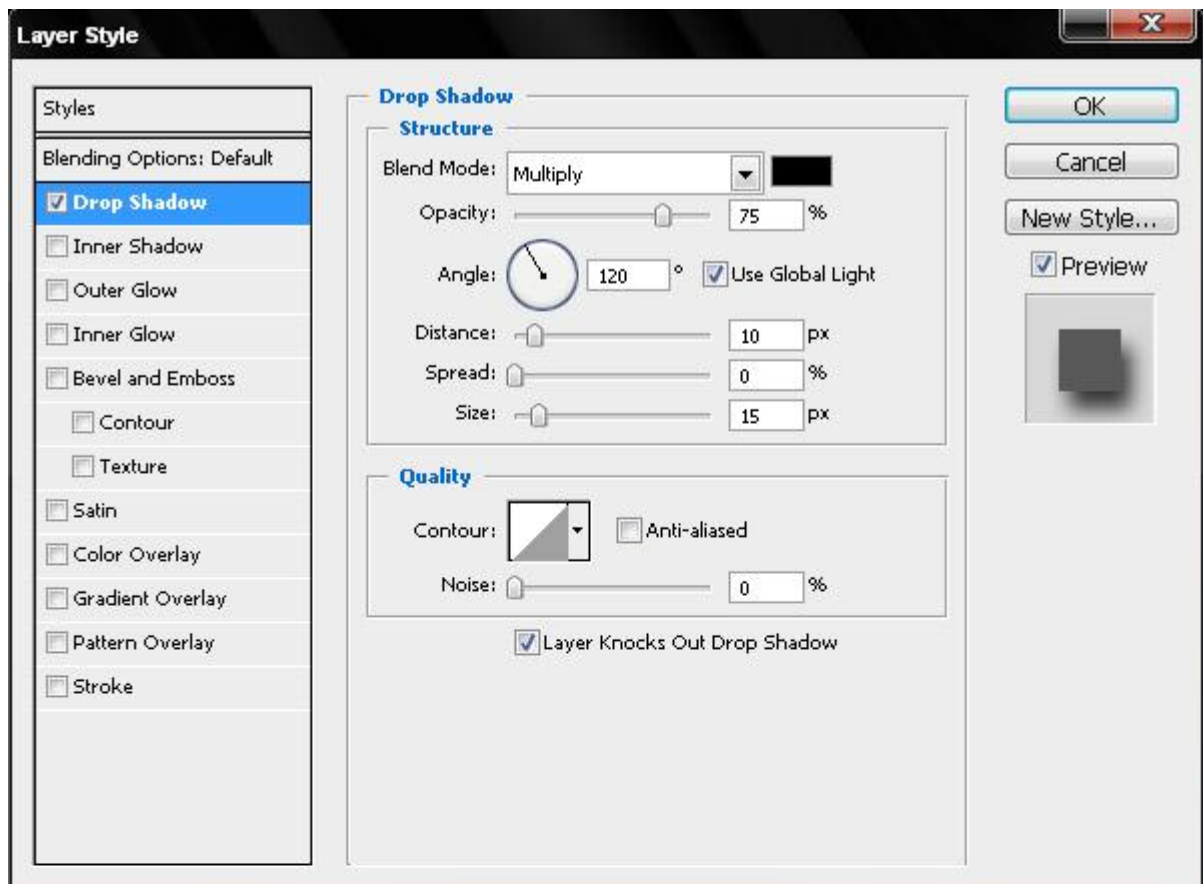 Layer Style
Styles
Blending Options: Default
Drop Shadow
Inner Shadow
Outer Glow
Inner Glow
Bevel and Emboss
Contour
Texture
Satin
Color Overlay
Gradient Overlay
Pattern Overlay
Stroke
Drop Shadow
Structure
Blend Mode: Multiply
Opacity: 75 %
Angle: 120 ° Use Global Light
Distance: 10 px
Spread: 0 %
Size: 15 px
Quality
Contour: Anti-aliased
Noise: 0 %
Layer Knocks Out Drop Shadow
OK
Cancel
New Style...
Preview